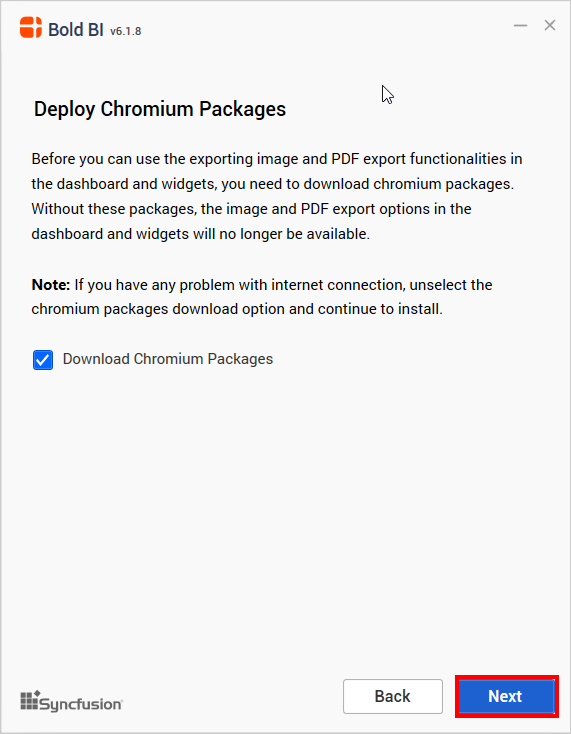 Bold BI v6.1.8
Deploy Chromium Packages
Before you can use the exporting image and PDF export functionalities in
the dashboard and widgets, you need to download chromium packages.
Without these packages, the image and PDF export options in the
dashboard and widgets will no longer be available.
Note: If you have any problem with internet connection, unselect the
chromium packages download option and continue to install.
Download Chromium Packages
Syncfusion
Back
Next